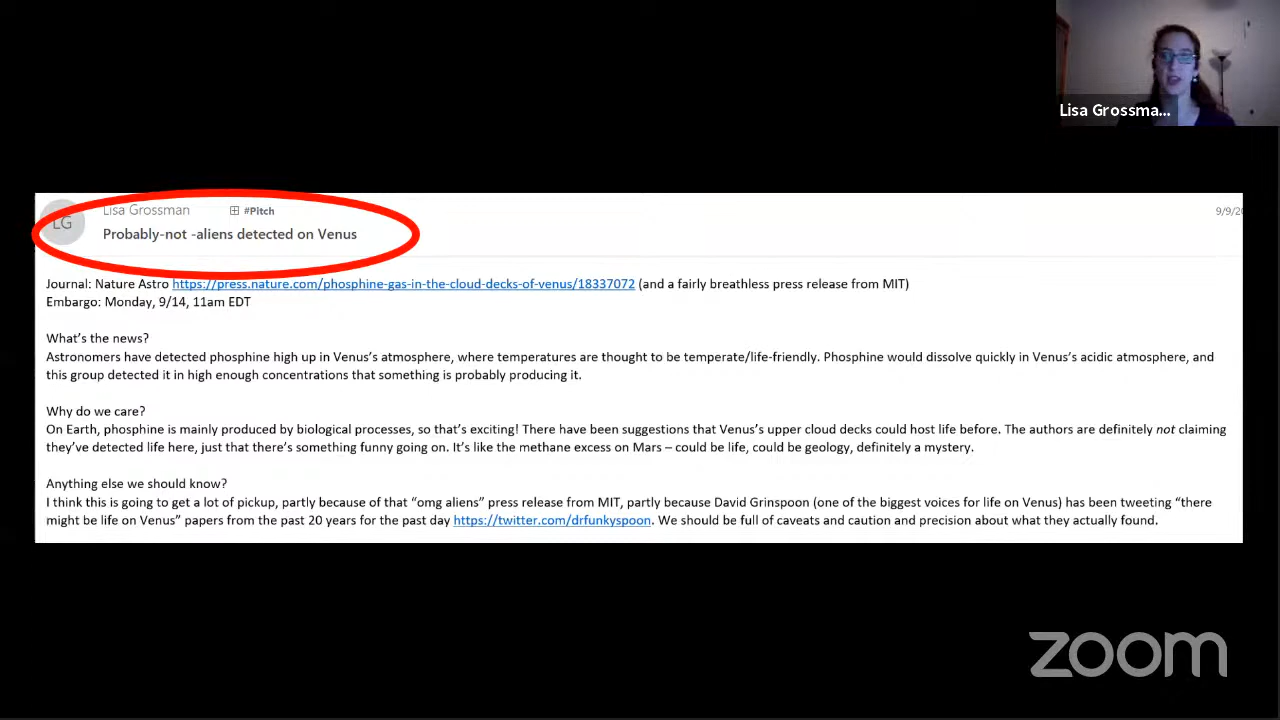 Lisa Grossma...
LG
Lisa Grossman #Pitch
9/9/20
Probably-not -aliens detected on Venus
Journal: Nature Astro https://press.nature.com/phosphine-gas-in-the-cloud-decks-of-venus/18337072 (and a fairly breathless press release from MIT)
Embargo: Monday, 9/14, 11am EDT
What's the news?
Astronomers have detected phosphine high up in Venus's atmosphere, where temperatures are thought to be temperate/life-friendly. Phosphine would dissolve quickly in Venus's acidic atmosphere, and
this group detected it in high enough concentrations that something is probably producing it.
Why do we care?
On Earth, phosphine is mainly produced by biological processes, so that's exciting! There have been suggestions that Venus's upper cloud decks could host life before. The authors are definitely not claiming
they've detected life here, just that there's something funny going on. It's like the methane excess on Mars – could be life, could be geology, definitely a mystery.
Anything else we should know?
I think this is going to get a lot of pickup, partly because of that “omg aliens” press release from MIT, partly because David Grinspoon (one of the biggest voices for life on Venus) has been tweeting “there
might be life on Venus” papers from the past 20 years for the past day https://twitter.com/drfunkyspoon. We should be full of caveats and caution and precision about what they actually found.
zoom